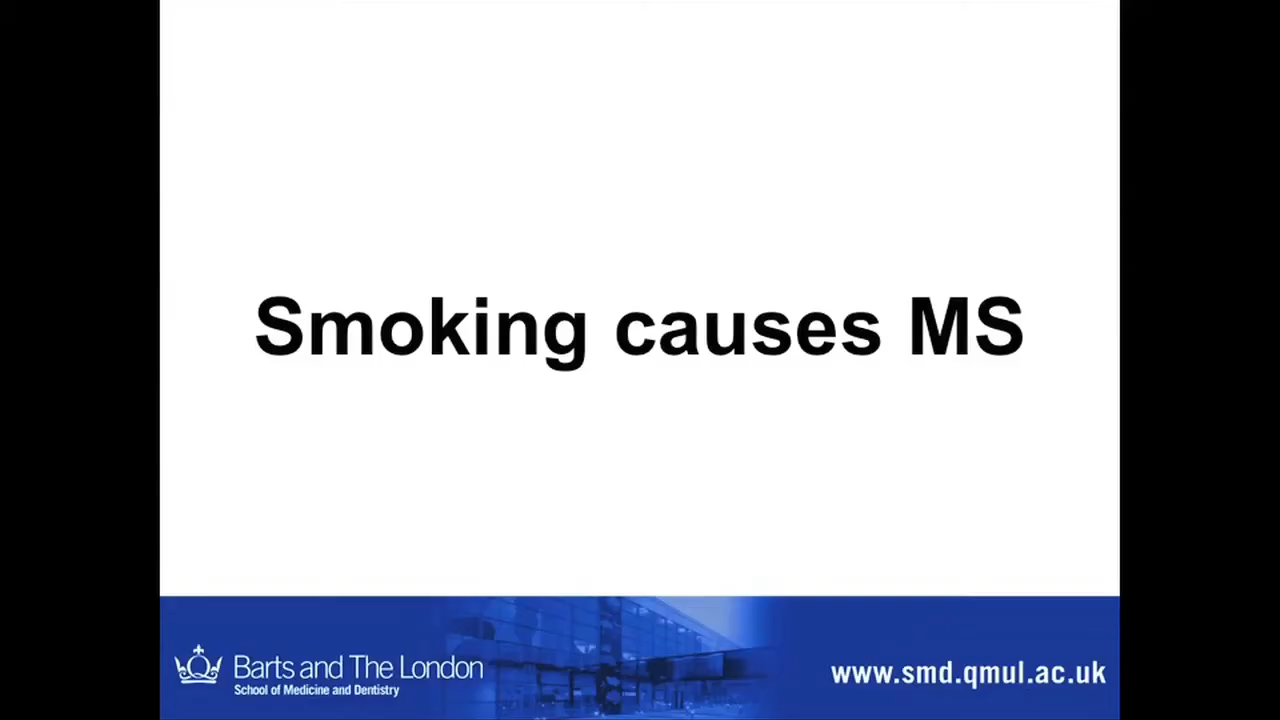 Smoking causes MS
Barts and The London
School of Medicine and Dentistry
www.smd.qmul.ac.uk